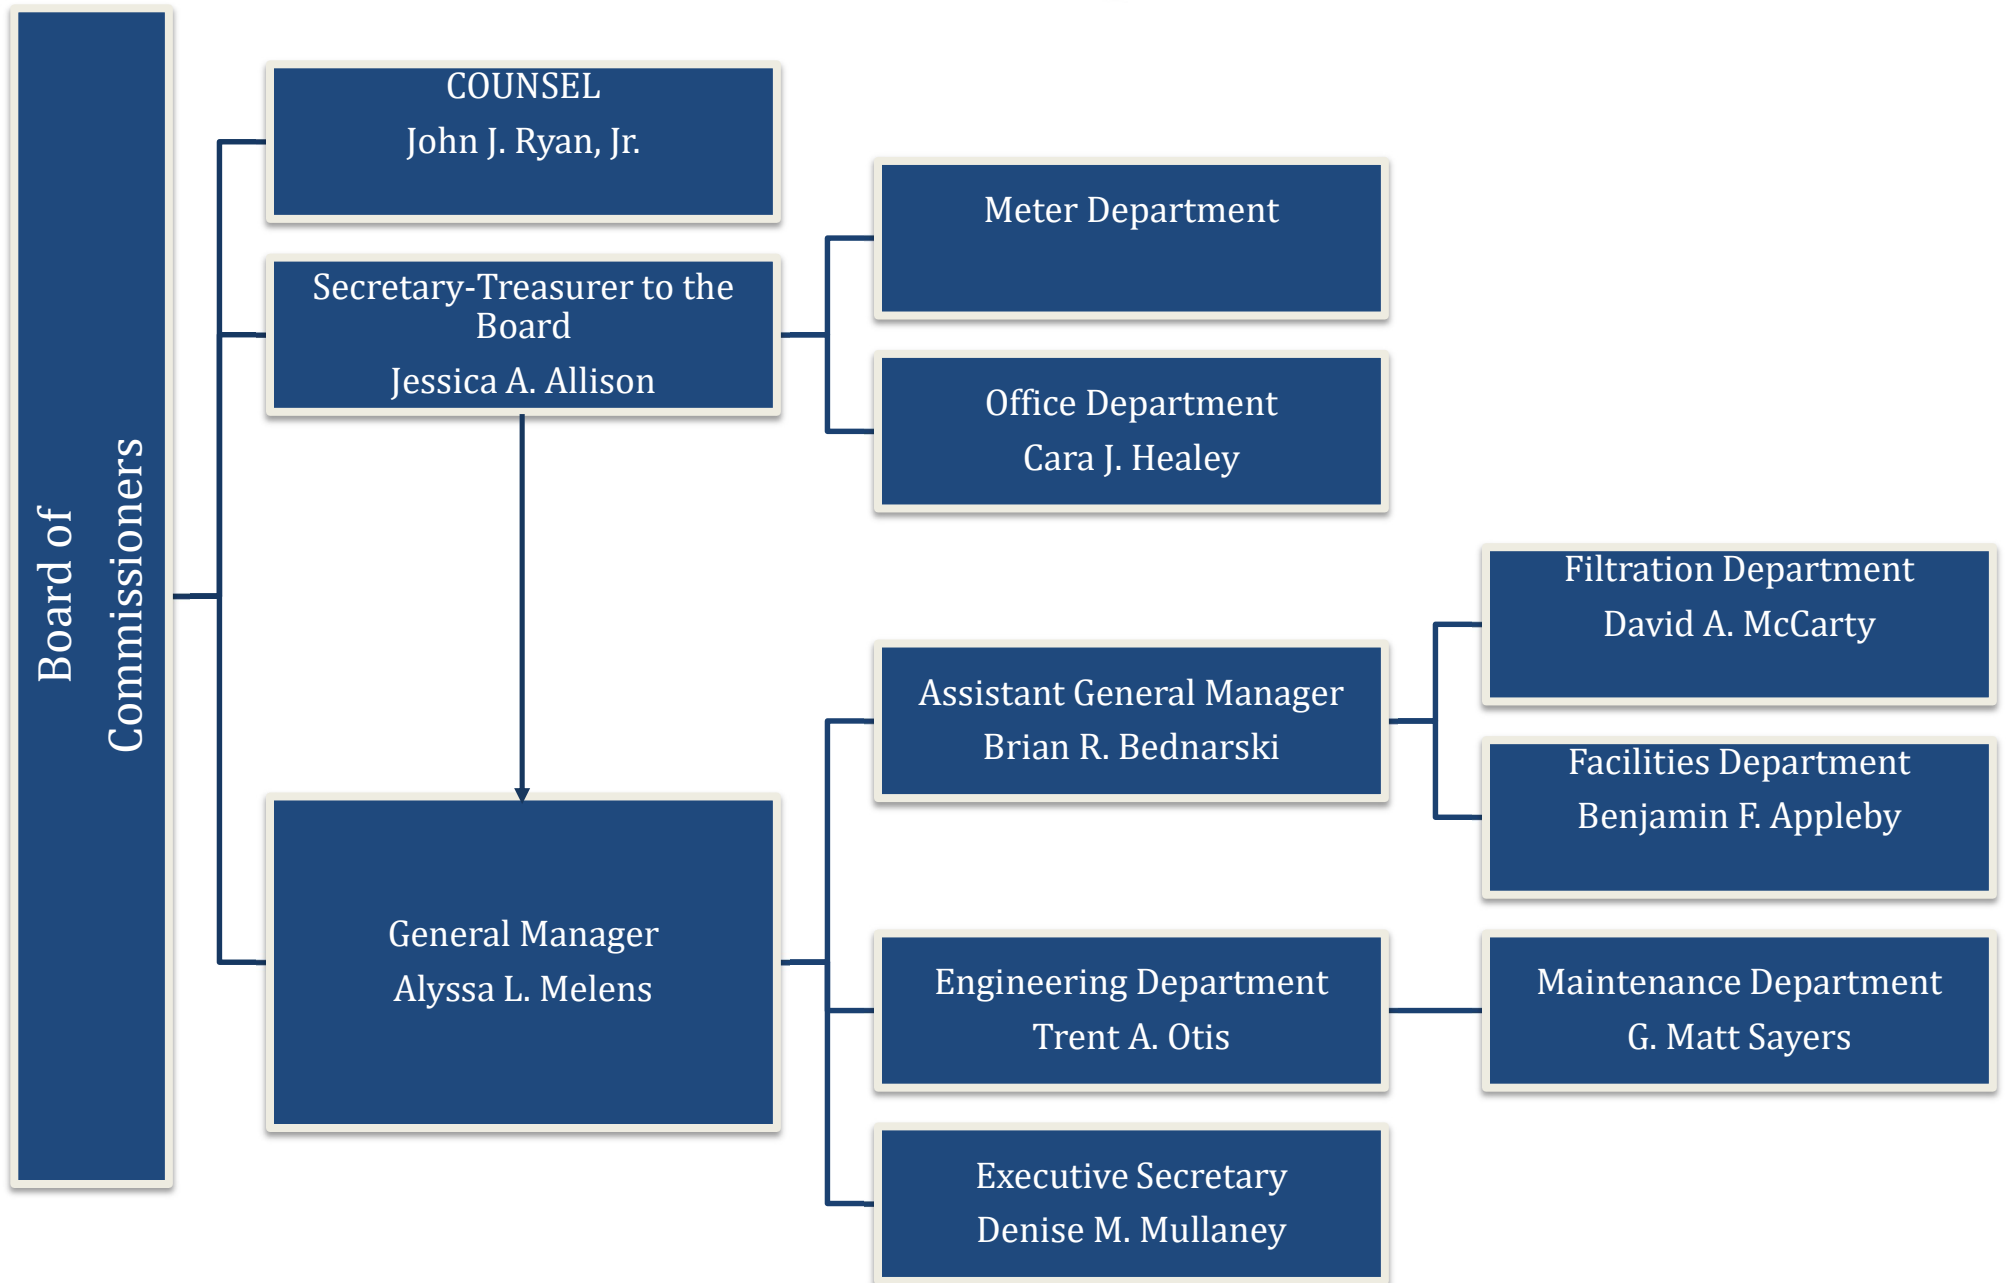 Board of
Commissioners
COUNSEL
John J. Ryan, Jr.
Secretary-Treasurer to the
Board
Jessica A. Allison
General Manager
Alyssa L. Melens
Meter Department
Office Department
Cara J. Healey
Assistant General Manager
Brian R. Bednarski
Engineering Department
Trent A. Otis
Executive Secretary
Denise M. Mullaney
Filtration Department
David A. McCarty
Facilities Department
Benjamin F. Appleby
Maintenance Department
G. Matt Sayers